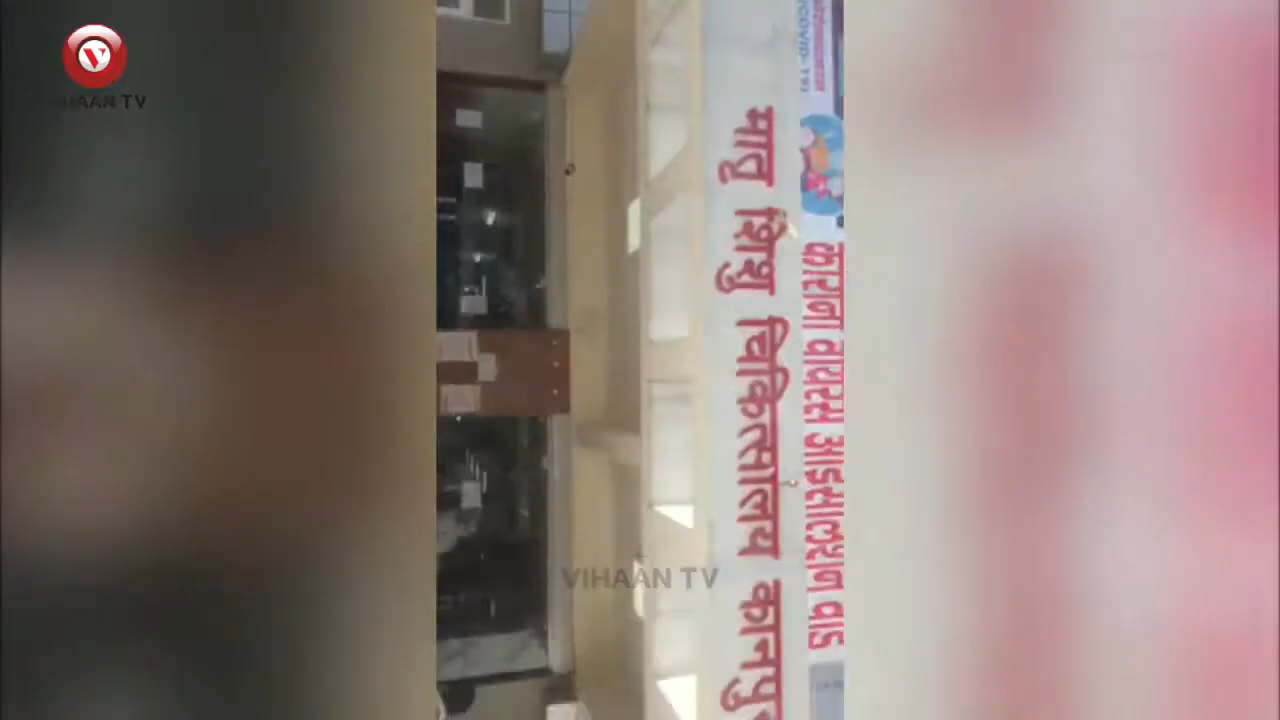 VIHAAN TV
(COVID-19)
कोरोना वायरस आइसोलेशन वार्ड
मातृ शिशु चिकित्सालय कानपुर
VIHAAN TV